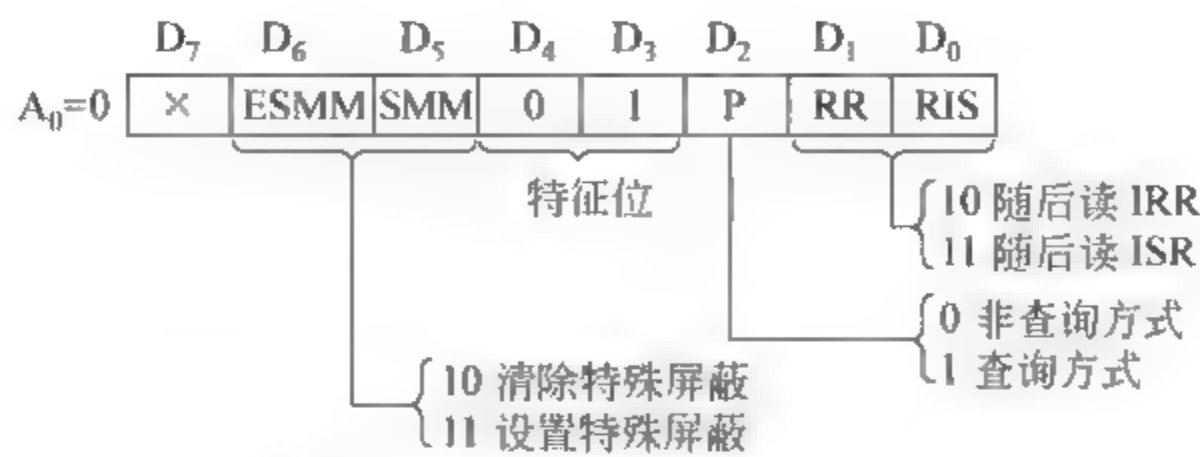 D₇ D₆ D₅ D₄ D₃ D₂ D₁ D₀
A₀=0 × ESMM SMM 0 1 P RR RIS
特征位
10 随后读 IRR
11 随后读 ISR
0 非查询方式
1 查询方式
10 清除特殊屏蔽
11 设置特殊屏蔽